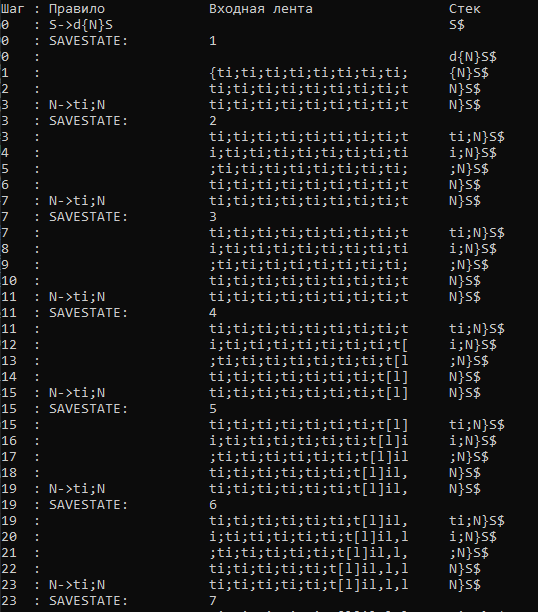 Шаг : Правило Входная лента Стек
0 : S->d{N}S S$
0 : SAVESTATE: 1
0 : d{N}S$
1 : {ti;ti;ti;ti;ti;ti;ti;ti; {N}S$
2 : ti;ti;ti;ti;ti;ti;ti;ti;t N}S$
3 : N->ti;N ti;ti;ti;ti;ti;ti;ti;ti;t N}S$
3 : SAVESTATE: 2
3 : ti;ti;ti;ti;ti;ti;ti;ti;t ti;N}S$
4 : i;ti;ti;ti;ti;ti;ti;ti;ti i;N}S$
5 : ;ti;ti;ti;ti;ti;ti;ti;ti; ;N}S$
6 : ti;ti;ti;ti;ti;ti;ti;ti;t N}S$
7 : N->ti;N ti;ti;ti;ti;ti;ti;ti;ti;t N}S$
7 : SAVESTATE: 3
7 : ti;ti;ti;ti;ti;ti;ti;ti;t ti;N}S$
8 : i;ti;ti;ti;ti;ti;ti;ti;ti i;N}S$
9 : ;ti;ti;ti;ti;ti;ti;ti;ti; ;N}S$
10 : ti;ti;ti;ti;ti;ti;ti;ti;t N}S$
11 : N->ti;N ti;ti;ti;ti;ti;ti;ti;ti;t N}S$
11 : SAVESTATE: 4
11 : ti;ti;ti;ti;ti;ti;ti;ti;t ti;N}S$
12 : i;ti;ti;ti;ti;ti;ti;ti;t[ i;N}S$
13 : ;ti;ti;ti;ti;ti;ti;ti;t[l ;N}S$
14 : ti;ti;ti;ti;ti;ti;ti;t[l] N}S$
15 : N->ti;N ti;ti;ti;ti;ti;ti;ti;t[l] N}S$
15 : SAVESTATE: 5
15 : ti;ti;ti;ti;ti;ti;ti;t[l] ti;N}S$
16 : i;ti;ti;ti;ti;ti;ti;t[l]i i;N}S$
17 : ;ti;ti;ti;ti;ti;ti;t[l]il ;N}S$
18 : ti;ti;ti;ti;ti;ti;t[l]il, N}S$
19 : N->ti;N ti;ti;ti;ti;ti;ti;t[l]il, N}S$
19 : SAVESTATE: 6
19 : ti;ti;ti;ti;ti;ti;t[l]il, ti;N}S$
20 : i;ti;ti;ti;ti;ti;t[l]il,l i;N}S$
21 : ;ti;ti;ti;ti;ti;t[l]il,l, ;N}S$
22 : ti;ti;ti;ti;ti;t[l]il,l,l N}S$
23 : N->ti;N ti;ti;ti;ti;ti;t[l]il,l,l N}S$
23 : SAVESTATE: 7